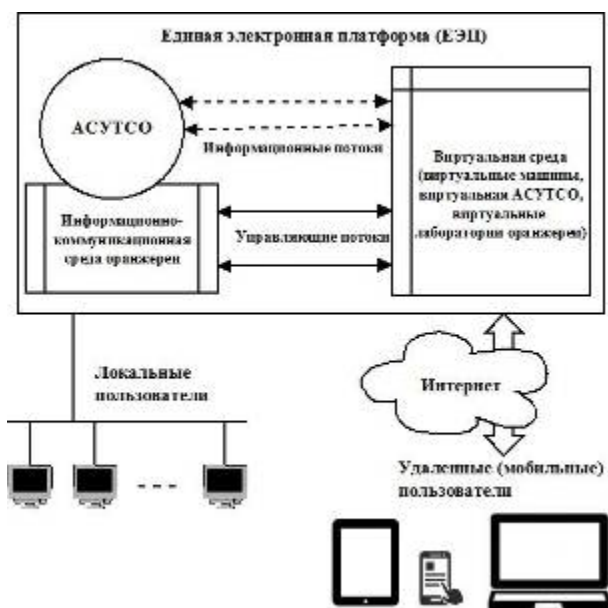 Единая электронная платформа (ЕЭП)
АСУТСО
Информационные потоки
Виртуальная среда
(виртуальные машины,
виртуальная АСУТСО,
виртуальные
лаборатории оранжереи)
Информационно-
коммуникационная
среда оранжереи
Управляющие потоки
Локальные
пользователи
Интернет
Удаленные (мобильные)
пользователи